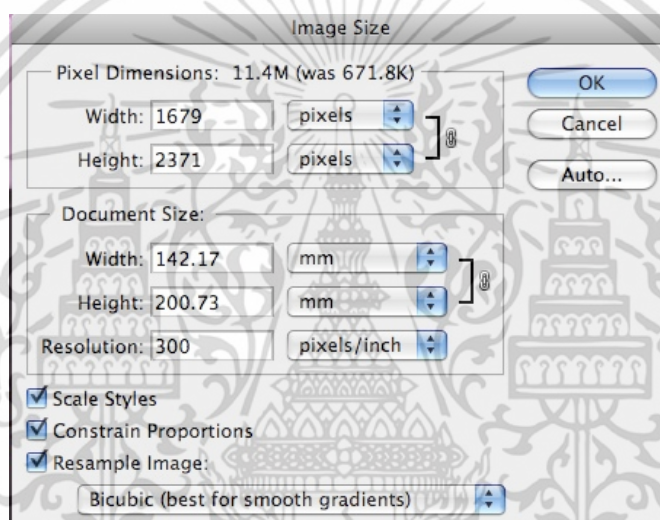 Image Size
Pixel Dimensions: 11.4M (was 671.8K)
Width: 1679 pixels
Height: 2371 pixels
OK
Cancel
Auto...
Document Size:
Width: 142.17 mm
Height: 200.73 mm
Resolution: 300 pixels/inch
Scale Styles
Constrain Proportions
Resample Image:
Bicubic (best for smooth gradients)